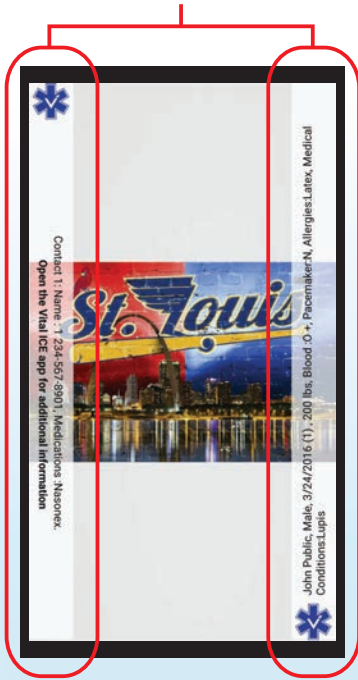 John Public, Male, 3/24/2016 (1) , 200 lbs, Blood :O+, Pacemaker:N, Allergies:Latex, Medical
Conditions:Lupis
St. Louis
Contact 1: Name : 1 234-567-8901, Medications :Nasonex.
Open the Vital ICE app for additional information